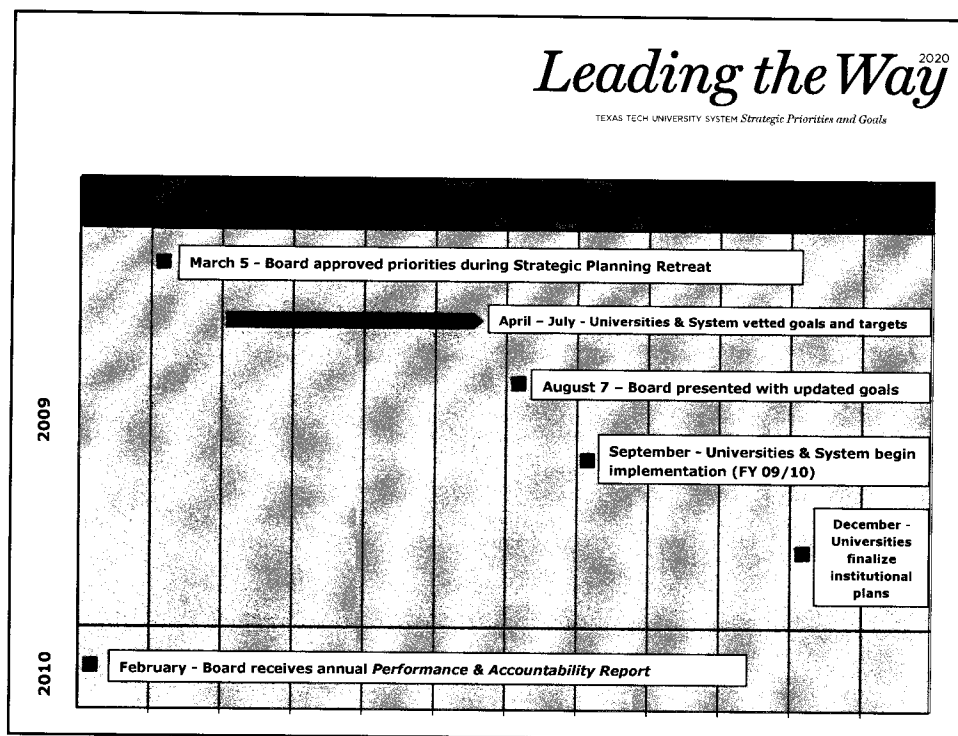 Leading the Way 2020
TEXAS TECH UNIVERSITY SYSTEM Strategic Priorities and Goals
2009
March 5 - Board approved priorities during Strategic Planning Retreat
April – July - Universities & System vetted goals and targets
August 7 – Board presented with updated goals
September - Universities & System begin
implementation (FY 09/10)
December -
Universities
finalize
institutional
plans
2010
February - Board receives annual Performance & Accountability Report